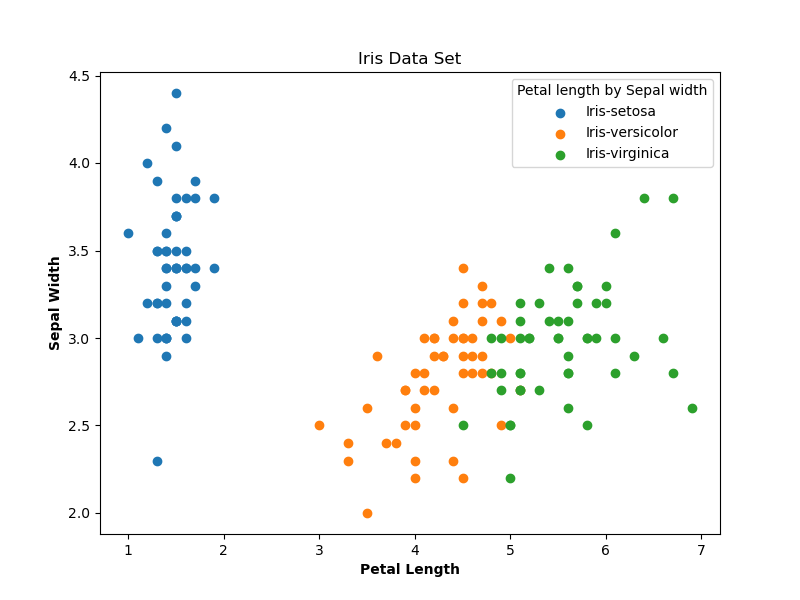 Iris Data Set
Petal length by Sepal width
Iris-setosa
Iris-versicolor
Iris-virginica
Sepal Width
4.5
4.0
3.5
3.0
2.5
2.0
1 2 3 4 5 6 7
Petal Length